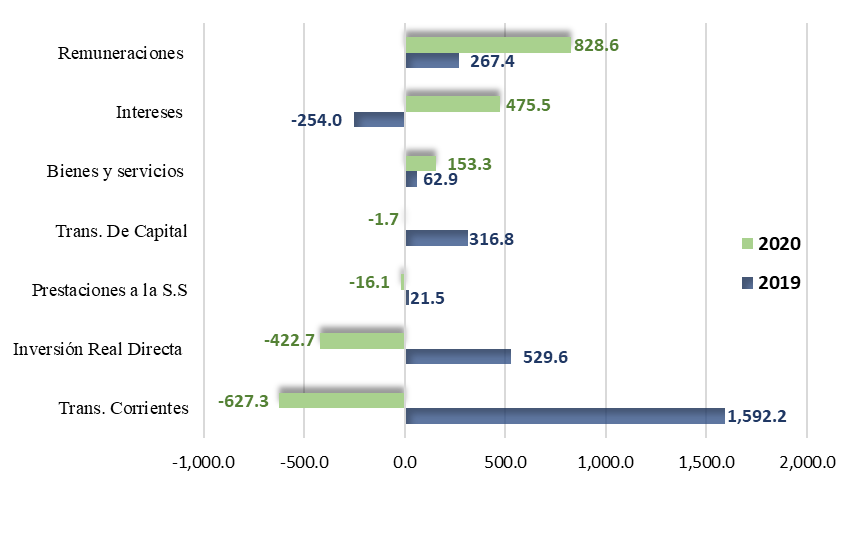 Remuneraciones
828.6
267.4
Intereses
475.5
-254.0
Bienes y servicios
153.3
62.9
Trans. De Capital
-1.7
316.8
Prestaciones a la S.S
-16.1
21.5
Inversión Real Directa
-422.7
529.6
Trans. Corrientes
-627.3
1,592.2
2020
2019
-1,000.0 -500.0 0.0 500.0 1,000.0 1,500.0 2,000.0